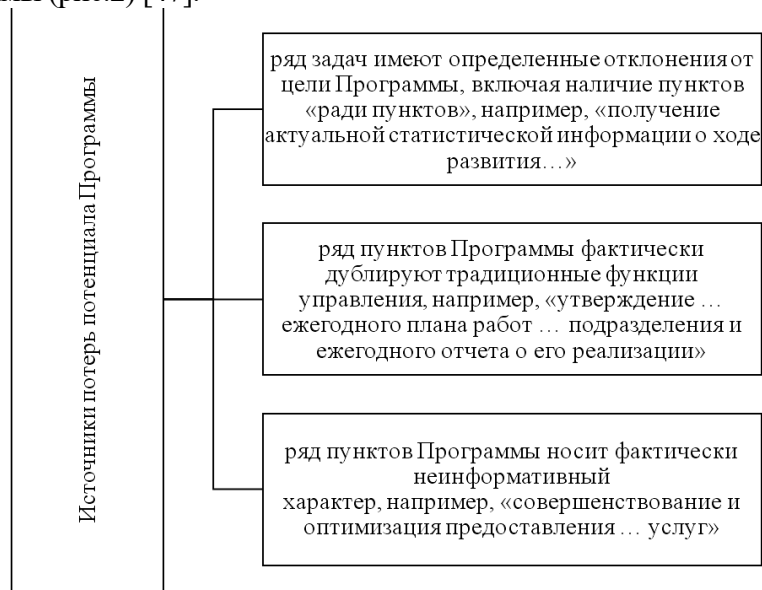 Источники потерь потенциала Программы
ряд задач имеют определенные отклонения от
цели Программы, включая наличие пунктов
«ради пунктов», например, «получение
актуальной статистической информации о ходе
развития…»
ряд пунктов Программы фактически
дублируют традиционные функции
управления, например, «утверждение …
ежегодного плана работ … подразделения и
ежегодного отчета о его реализации»
ряд пунктов Программы носит фактически
неинформативный
характер, например, «совершенствование и
оптимизация предоставления … услуг»